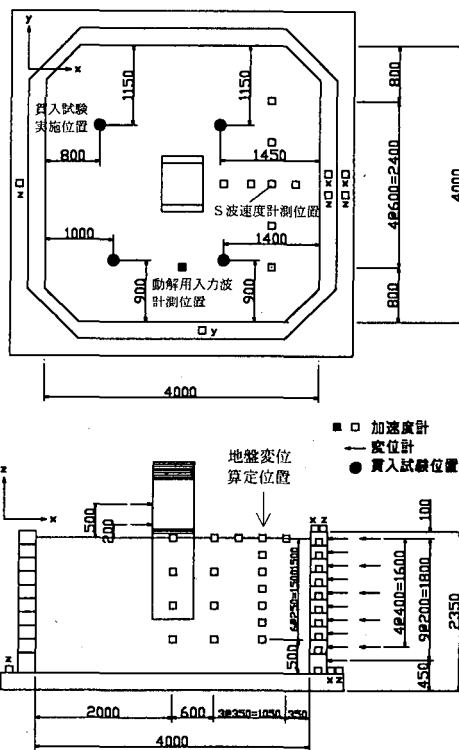 y
x
1150
1150
800
貫入試験
実施位置
800
1450
4@600=2400
4000
z
x x
z z
S波速度計測位置
1000
1400
動解用入力波
計測位置
900
900
800
y
4000
■ □ 加速度計
← 変位計
● 貫入試験位置
地盤変位
算定位置
z
x
500
200
x z
100
6@250=1500
1500
4@400=1600
9@200=1800
2350
500
450
z
x z
2000
600
3@350=1050
350
4000